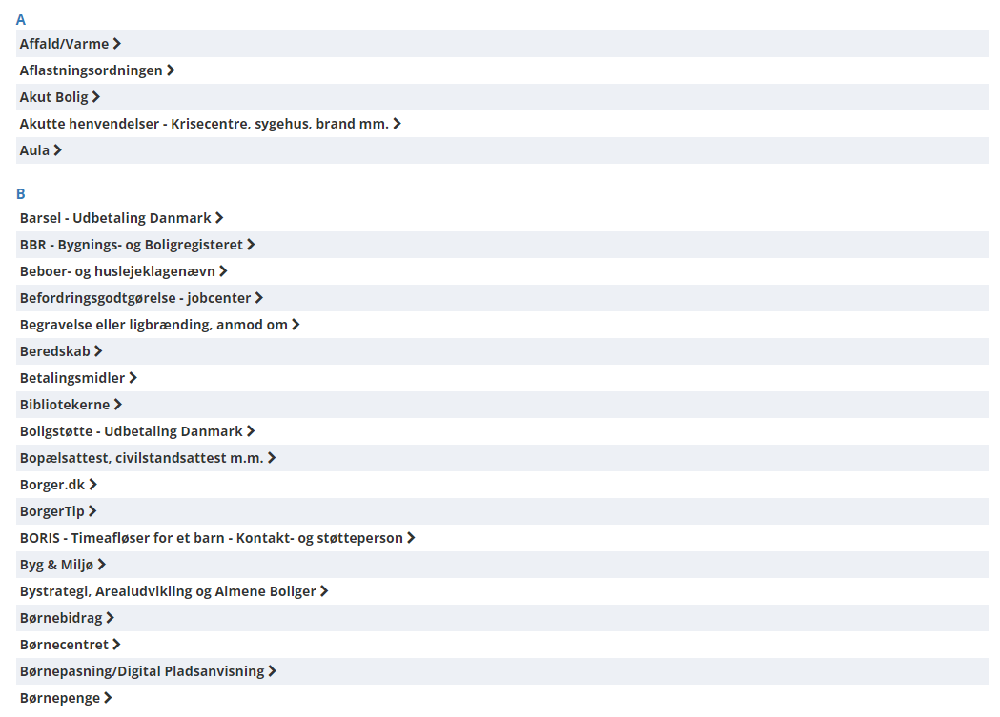 A
Affald/Varme
Aflastningsordningen
Akut Bolig
Akutte henvendelser - Krisecentre, sygehus, brand mm.
Aula
B
Barsel - Udbetaling Danmark
BBR - Bygnings- og Boligregisteret
Beboer- og huslejeklagenævn
Befordringsgodtgørelse - jobcenter
Begravelse eller ligbrænding, anmod om
Beredskab
Betalingsmidler
Bibliotekerne
Boligstøtte - Udbetaling Danmark
Bopælsattest, civilstandsattest m.m.
Borger.dk
BorgerTip
BORIS - Timeafløser for et barn - Kontakt- og støtteperson
Byg & Miljø
Bystrategi, Arealudvikling og Almene Boliger
Børnebidrag
Børnecentret
Børnepasning/Digital Pladsanvisning
Børnepenge